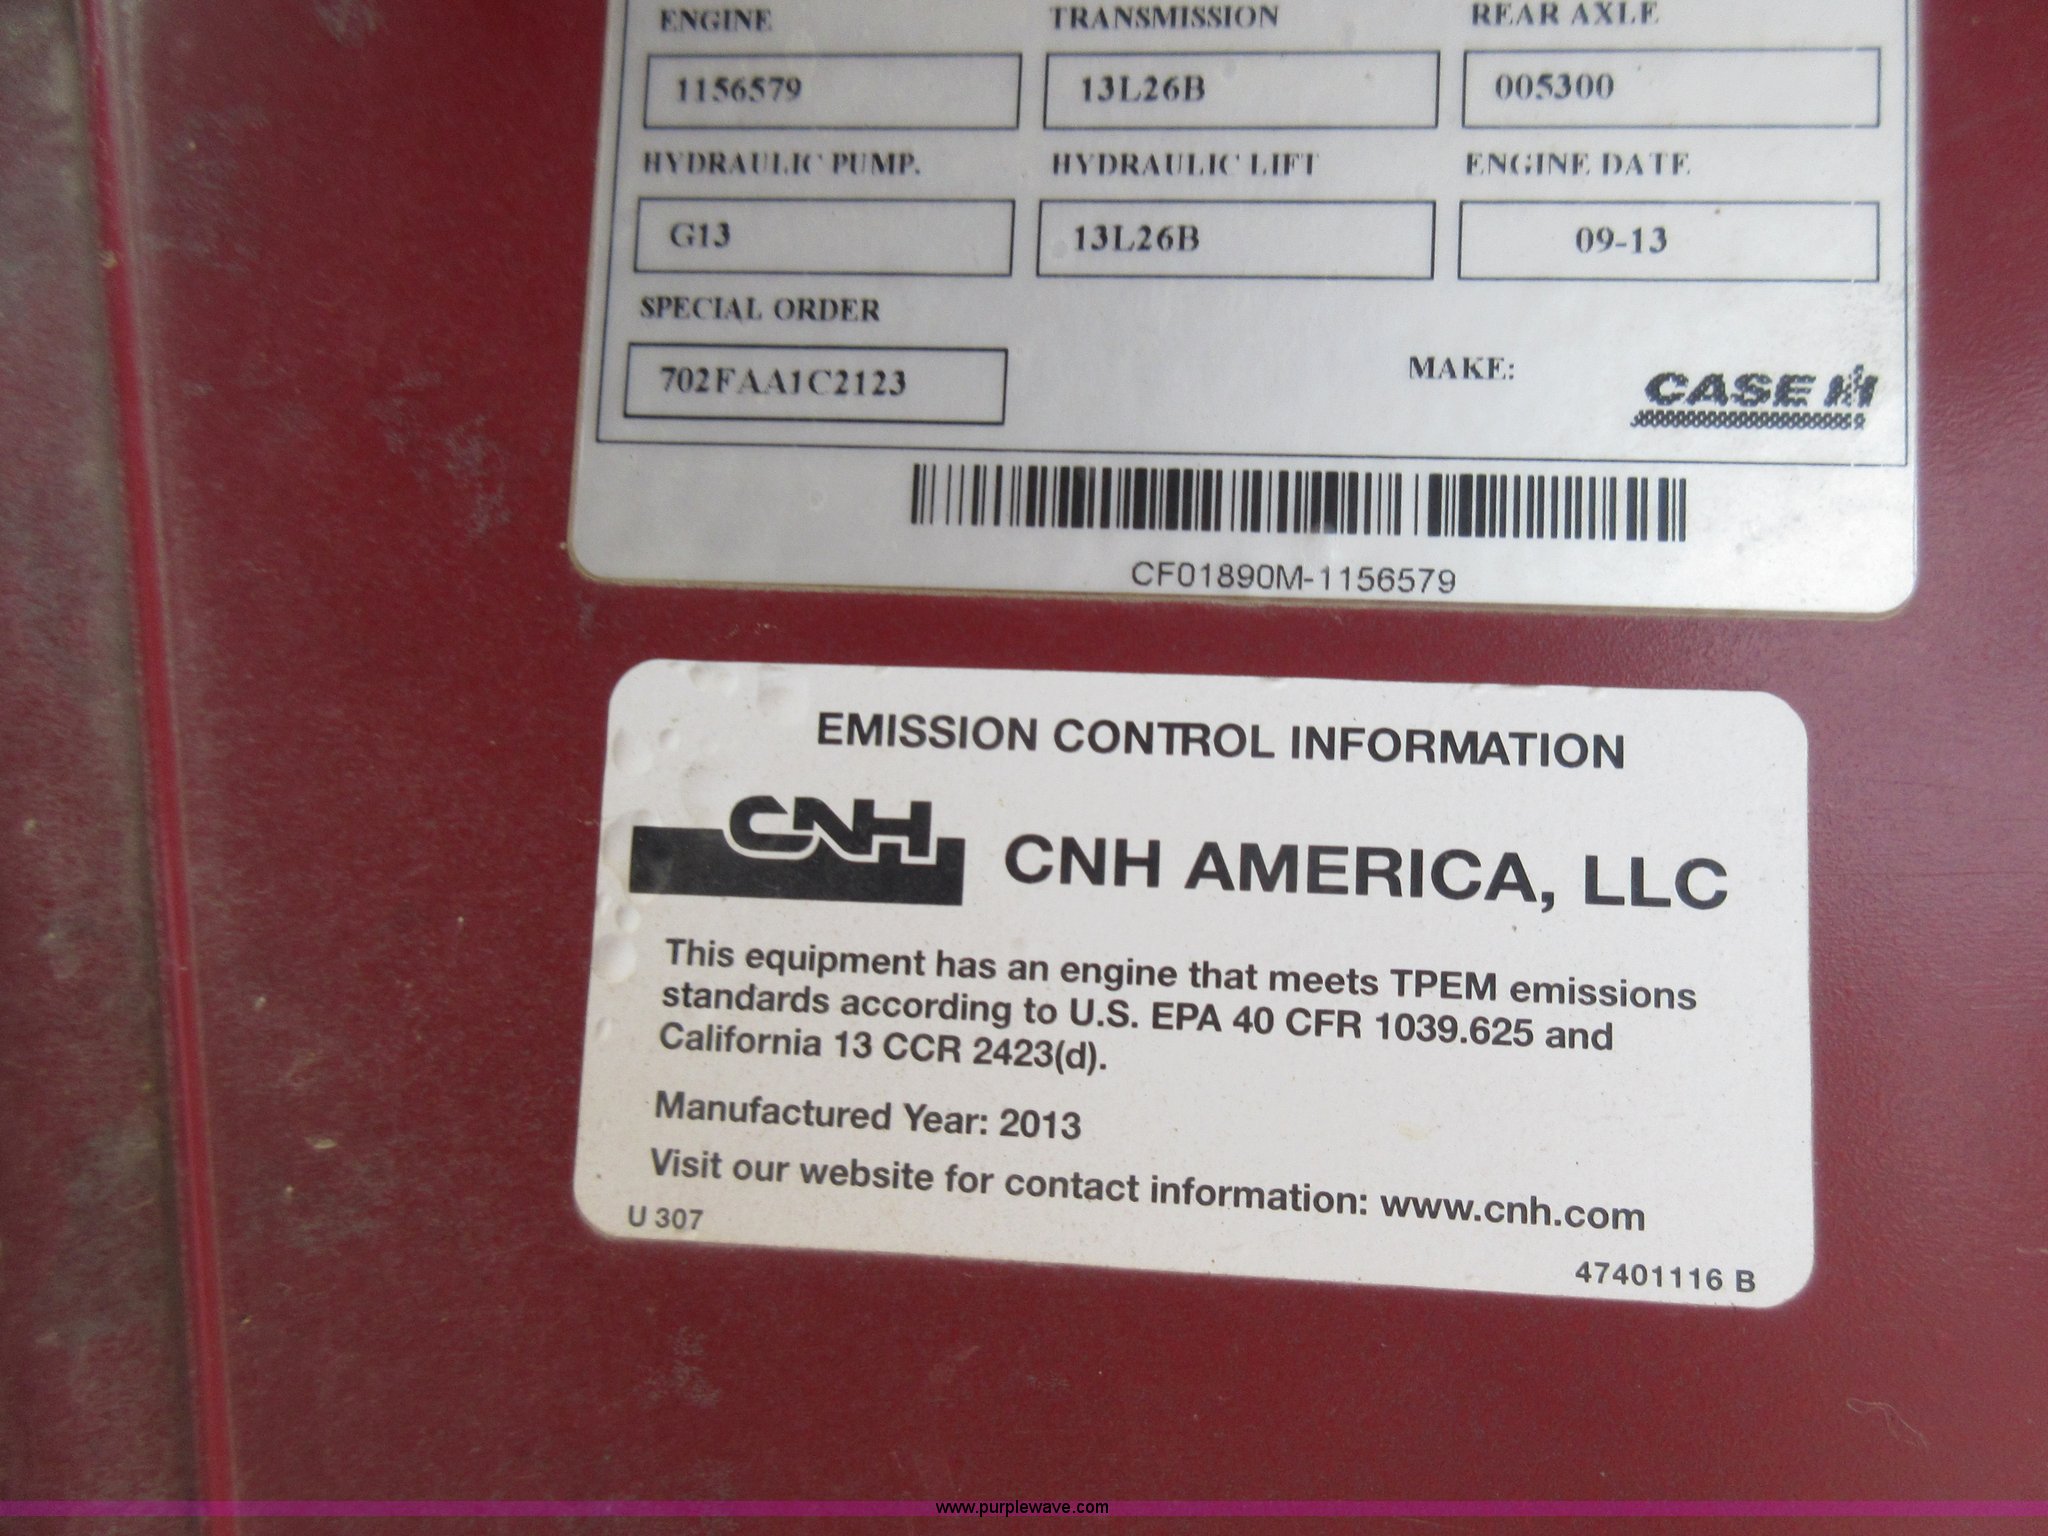 ENGINE TRANSMISSION REAR AXLE
1156579 13L26B 005300
HYDRAULIC PUMP. HYDRAULIC LIFT ENGINE DATE
G13 13L26B 09-13
SPECIAL ORDER
702FAA1C2123
MAKE: CASE IH
CF01890M-1156579
EMISSION CONTROL INFORMATION
CNH CNH AMERICA, LLC
This equipment has an engine that meets TPEM emissions
standards according to U.S. EPA 40 CFR 1039.625 and
California 13 CCR 2423(d).
Manufactured Year: 2013
Visit our website for contact information: www.cnh.com
U 307
47401116 B
www.purplewave.com